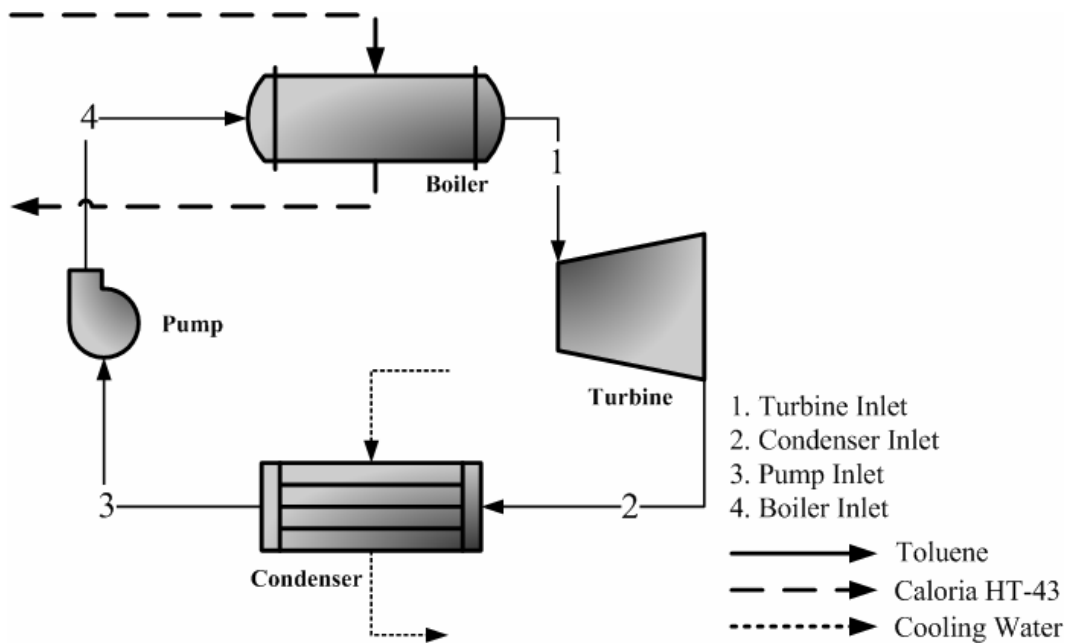 4
Boiler
1
Pump
Turbine
1. Turbine Inlet
2. Condenser Inlet
3. Pump Inlet
4. Boiler Inlet
3
2
Condenser
Toluene
Caloria HT-43
Cooling Water